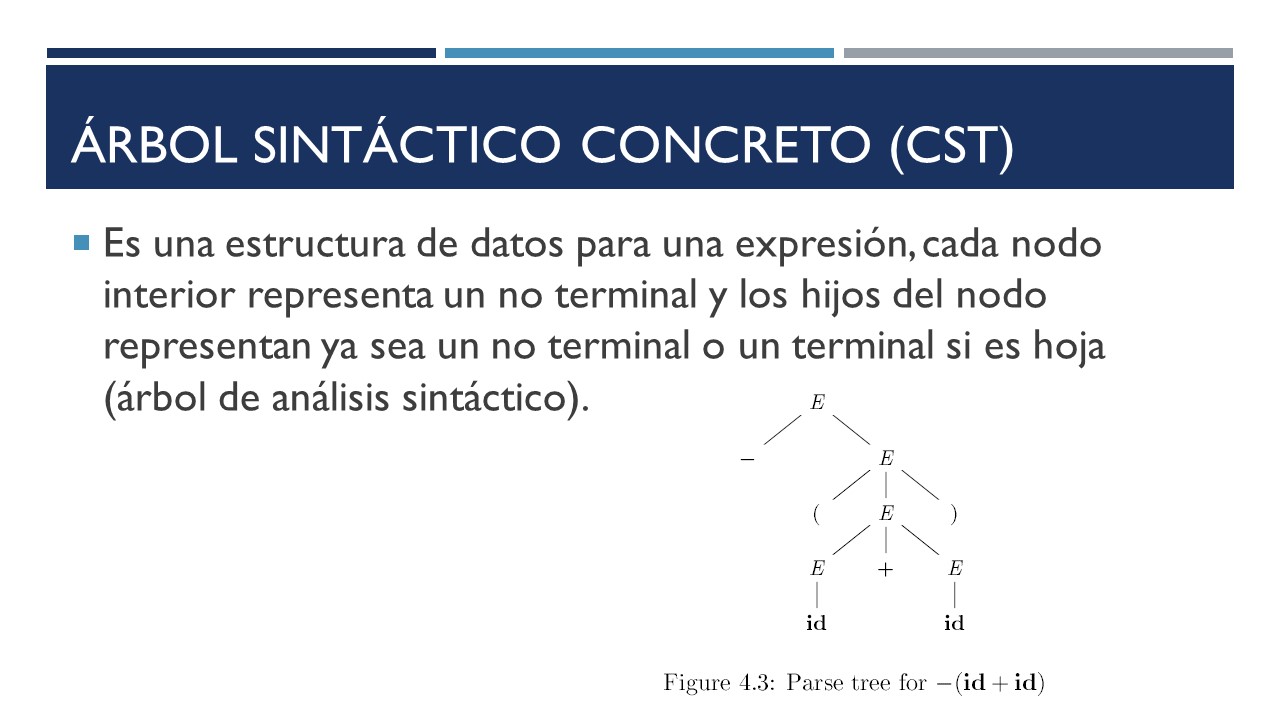 ÁRBOL SINTÁCTICO CONCRETO (CST)
Es una estructura de datos para una expresión, cada nodo
interior representa un no terminal y los hijos del nodo
representan ya sea un no terminal o un terminal si es hoja
(árbol de análisis sintáctico).
E
− E
( E )
E + E
id id
Figure 4.3: Parse tree for −(id + id)